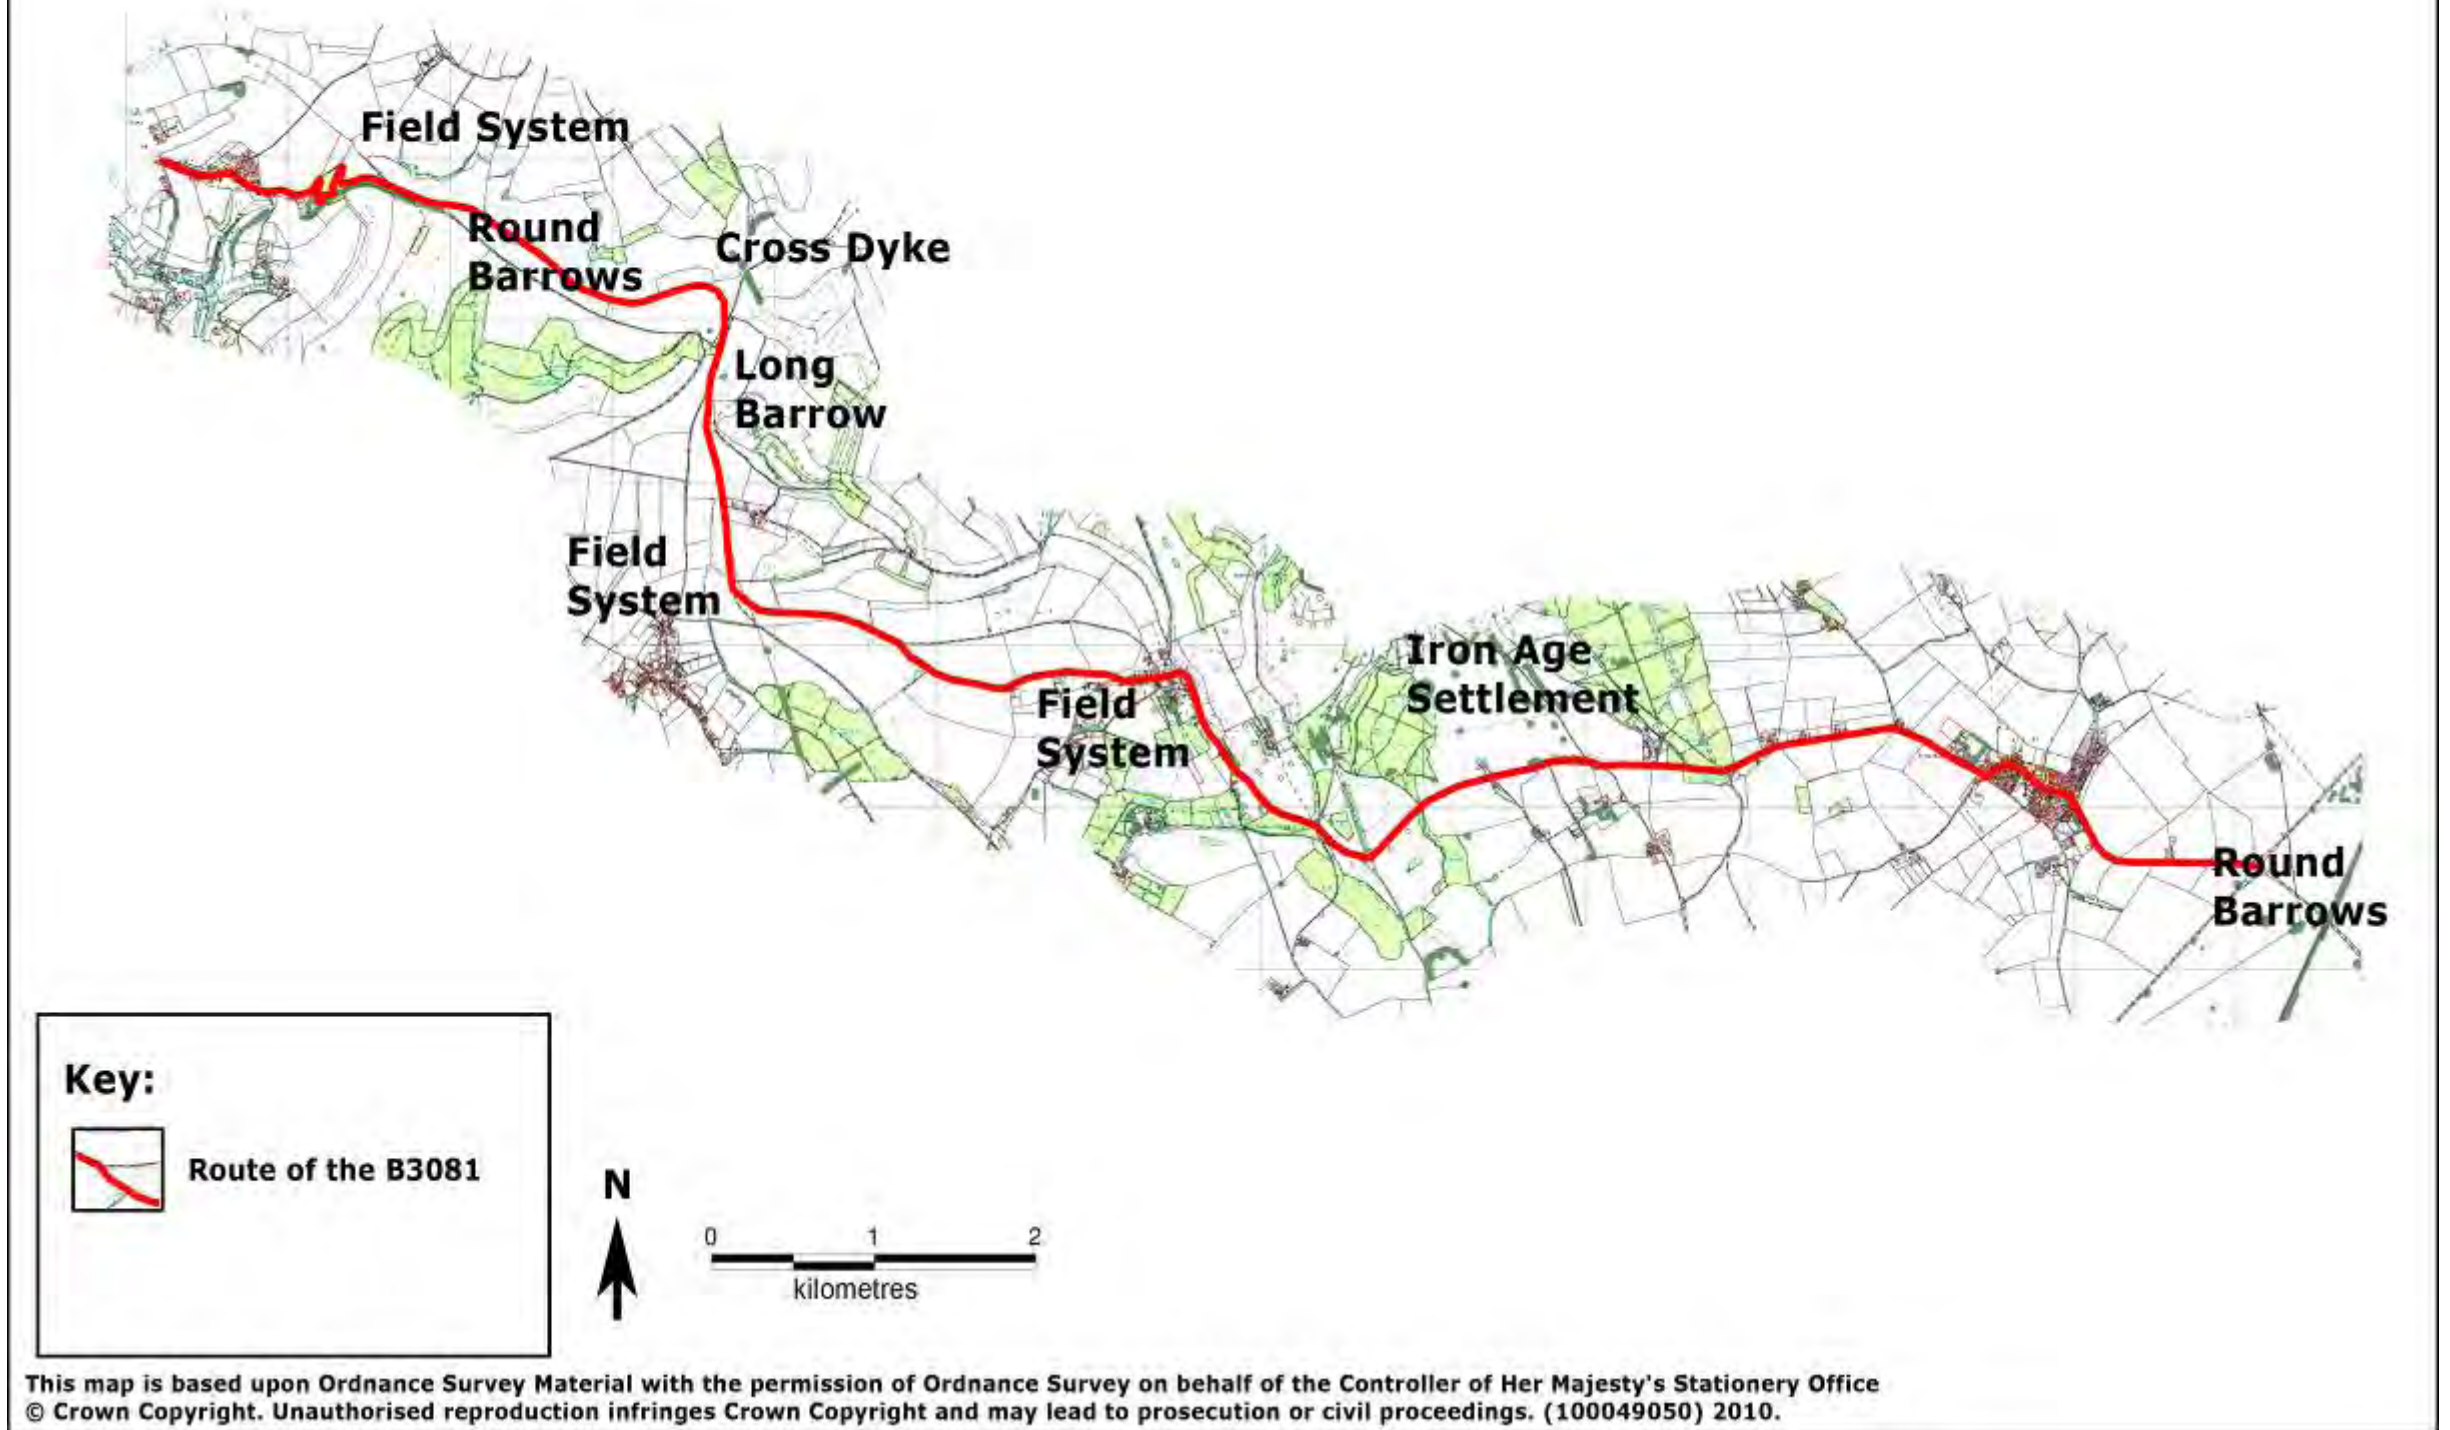 Field System
Round
Barrows
Cross Dyke
Long
Barrow
Field
System
Iron Age
Settlement
Field
System
Round
Barrows
Key:
Route of the B3081
N
0 1 2
kilometres
This map is based upon Ordnance Survey Material with the permission of Ordnance Survey on behalf of the Controller of Her Majesty's Stationery Office
© Crown Copyright. Unauthorised reproduction infringes Crown Copyright and may lead to prosecution or civil proceedings. (100049050) 2010.